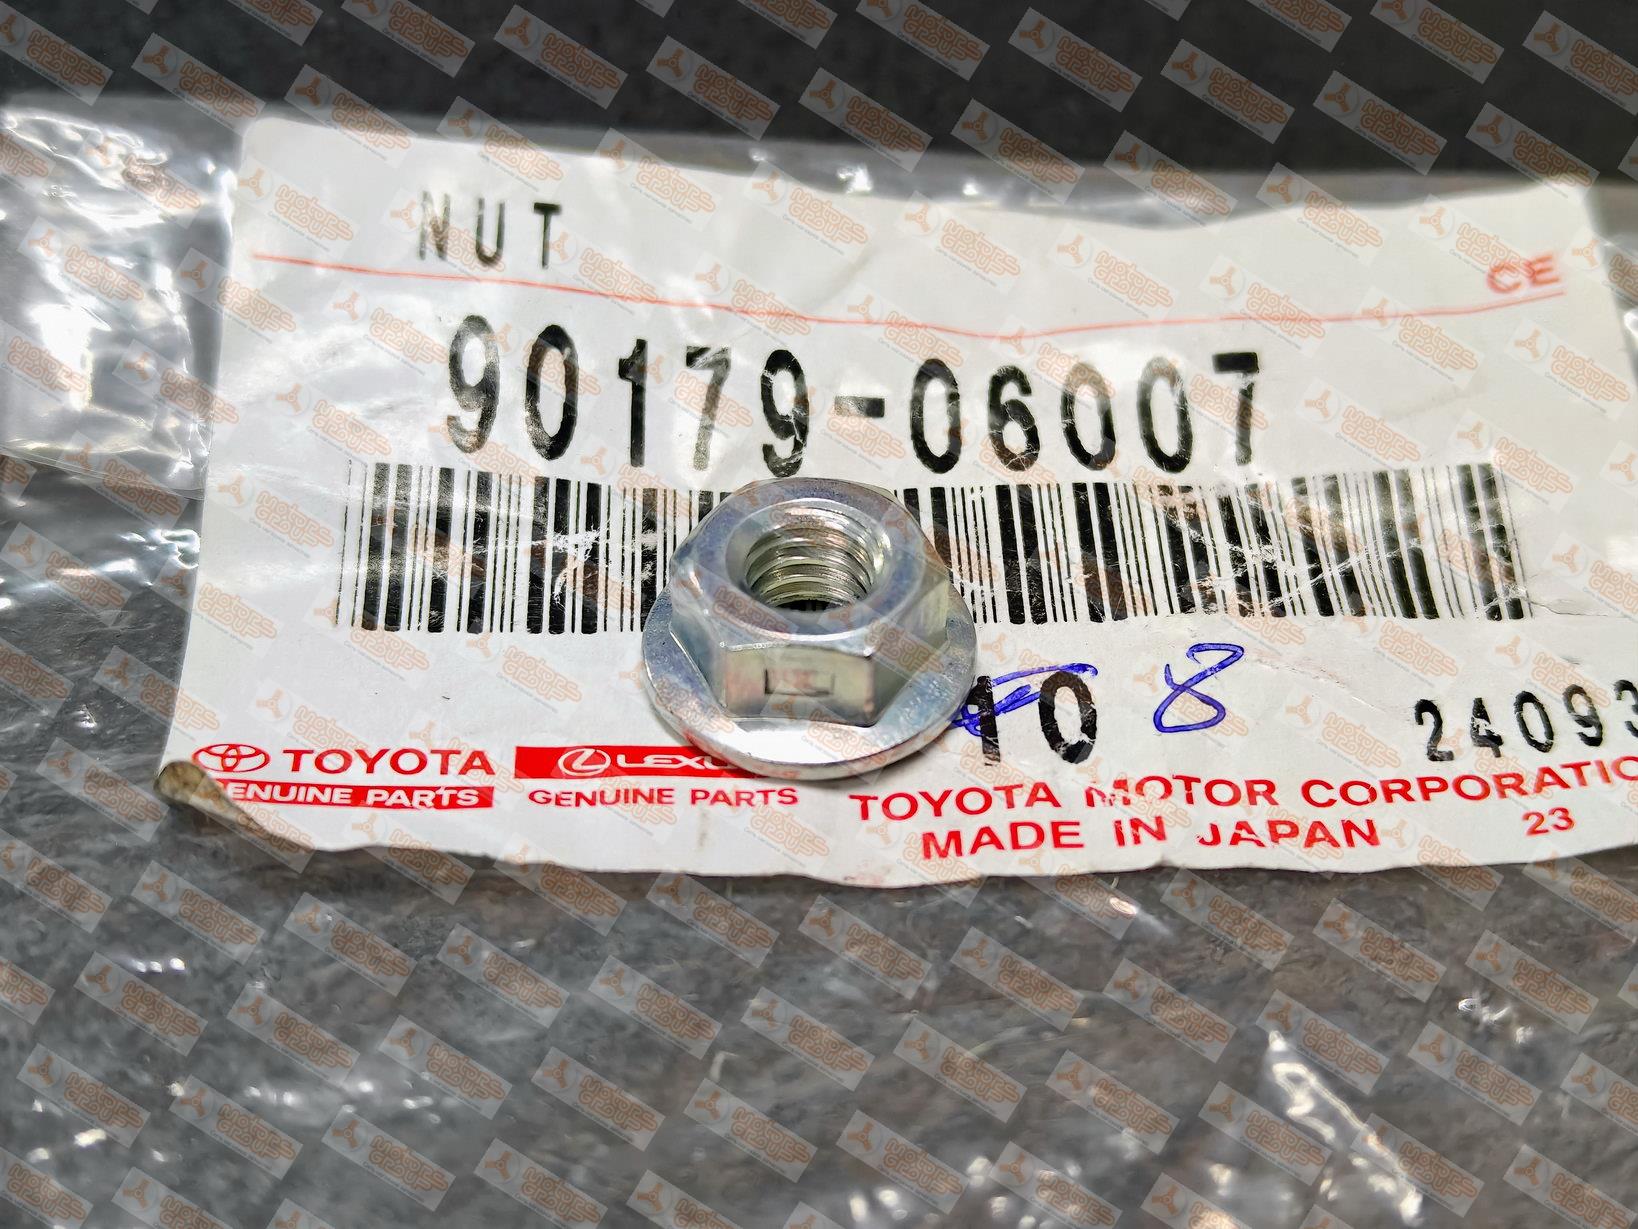 NUT
CE
90179-06007
10 8
24093
TOYOTA
GENUINE PARTS
LEXUS
GENUINE PARTS
TOYOTA MOTOR CORPORATIO
MADE IN JAPAN
23